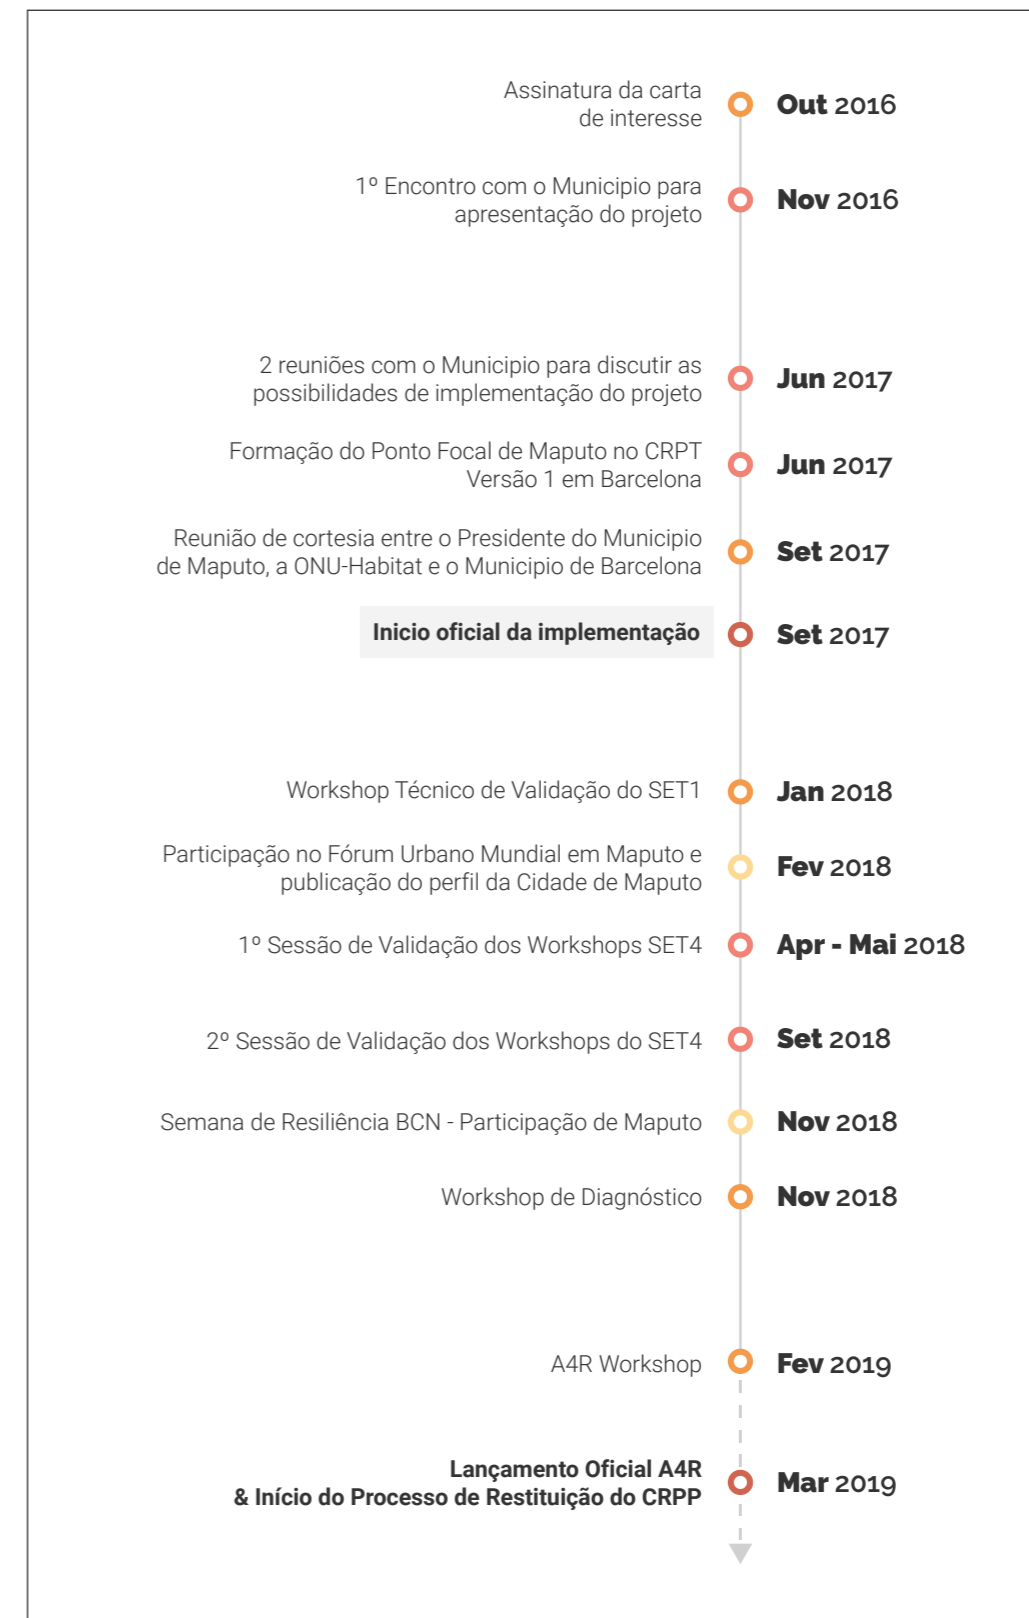 Assinatura da carta
de interesse
Out 2016
1º Encontro com o Municipio para
apresentação do projeto
Nov 2016
2 reuniões com o Municipio para discutir as
possibilidades de implementação do projeto
Jun 2017
Formação do Ponto Focal de Maputo no CRPT
Versão 1 em Barcelona
Jun 2017
Reunião de cortesia entre o Presidente do Municipio
de Maputo, a ONU-Habitat e o Municipio de Barcelona
Set 2017
Inicio oficial da implementação
Set 2017
Workshop Técnico de Validação do SET1
Jan 2018
Participação no Fórum Urbano Mundial em Maputo e
publicação do perfil da Cidade de Maputo
Fev 2018
1º Sessão de Validação dos Workshops SET4
Apr - Mai 2018
2º Sessão de Validação dos Workshops do SET4
Set 2018
Semana de Resiliência BCN - Participação de Maputo
Nov 2018
Workshop de Diagnóstico
Nov 2018
A4R Workshop
Fev 2019
Lançamento Oficial A4R
& Início do Processo de Restituição do CRPP
Mar 2019